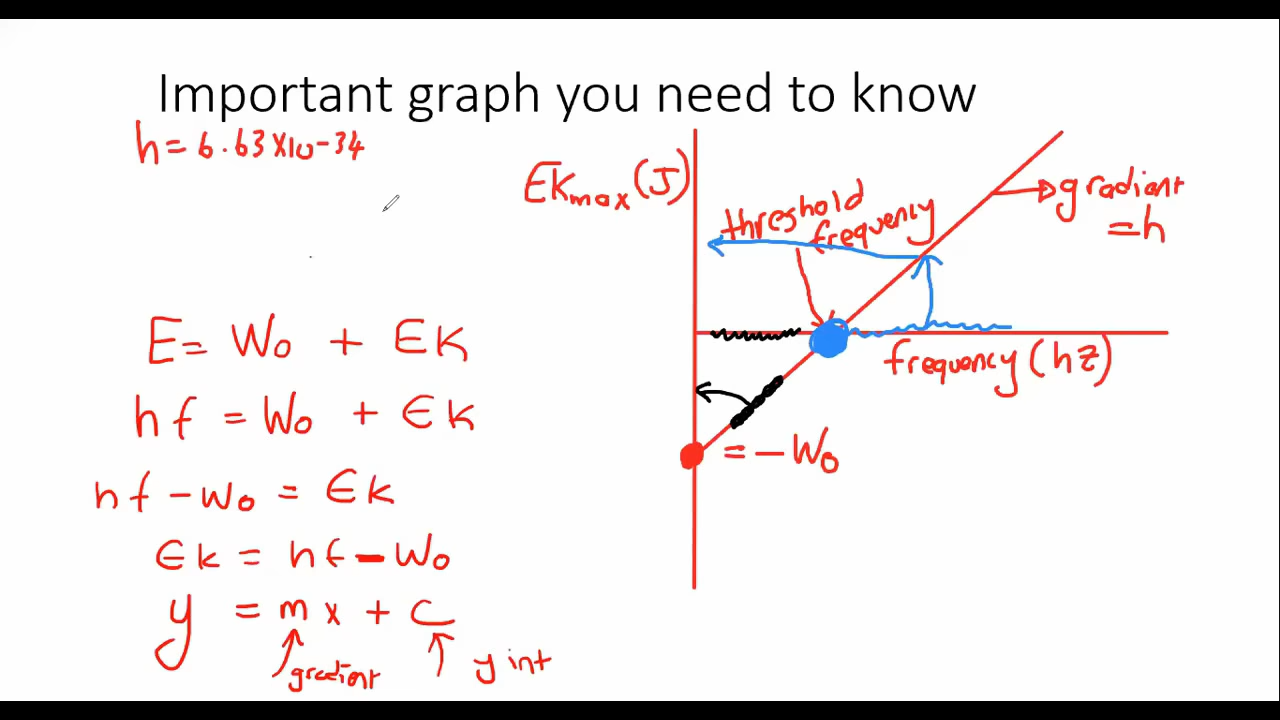 Important graph you need to know
h = 6.63x10-34
EKmax (J)
threshold
frequency
gradient
= h
frequency (hz)
= - W0
E = W0 + EK
hf = W0 + EK
hf - W0 = EK
EK = hf - W0
y = mx + C
gradient
y int